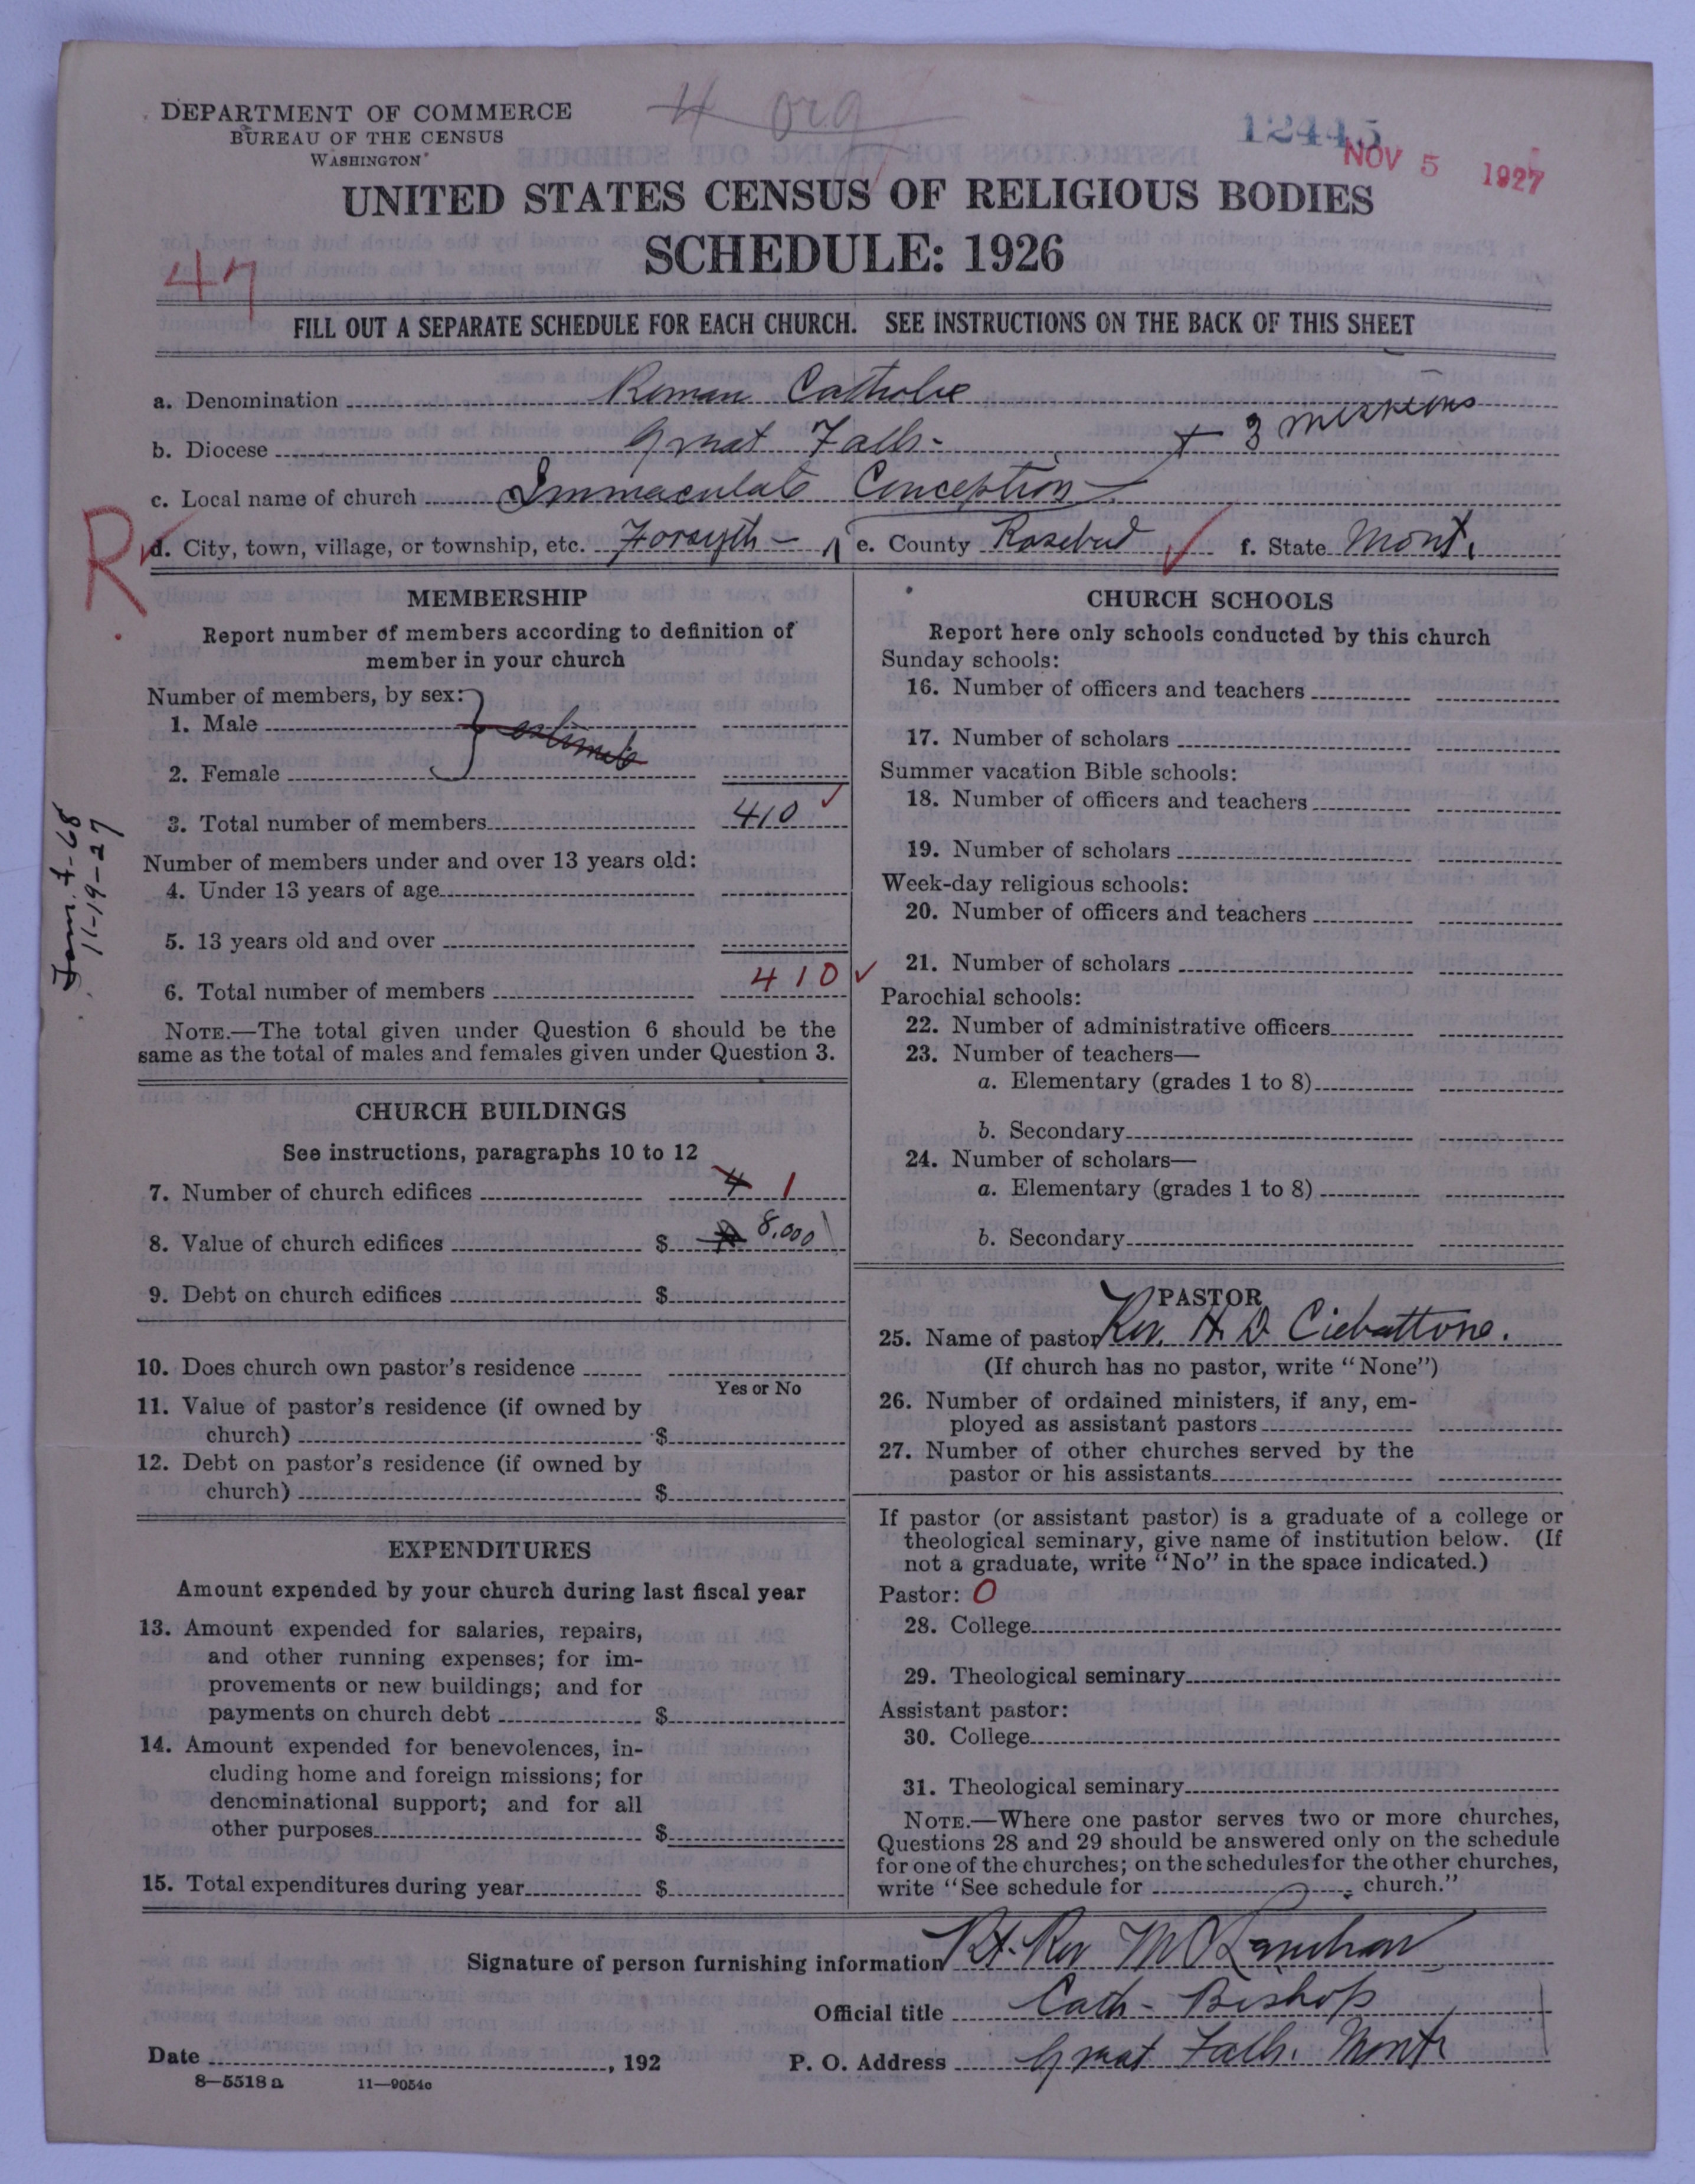 DEPARTMENT OF COMMERCE
BUREAU OF THE CENSUS
WASHINGTON
4 org
12445
NOV 5 1927
UNITED STATES CENSUS OF RELIGIOUS BODIES
SCHEDULE: 1926
47
FILL OUT A SEPARATE SCHEDULE FOR EACH CHURCH. SEE INSTRUCTIONS ON THE BACK OF THIS SHEET
a. Denomination Roman Catholic
b. Diocese Great Falls - + 3 missions
c. Local name of church Immaculate Conception
R
d. City, town, village, or township, etc. Forsyth - e. County Rosebud ✓ f. State Mont.
MEMBERSHIP
Report number of members according to definition of
member in your church
Number of members, by sex:
1. Male
estimate
2. Female
3. Total number of members 410 ✓
Number of members under and over 13 years old:
4. Under 13 years of age
5. 13 years old and over
6. Total number of members 410 ✓
NOTE.—The total given under Question 6 should be the
same as the total of males and females given under Question 3.
11-19-27
CHURCH BUILDINGS
See instructions, paragraphs 10 to 12
7. Number of church edifices 4 1
8. Value of church edifices $ 8,000
9. Debt on church edifices $
10. Does church own pastor's residence
Yes or No
11. Value of pastor's residence (if owned by
church) $
12. Debt on pastor's residence (if owned by
church) $
EXPENDITURES
Amount expended by your church during last fiscal year
13. Amount expended for salaries, repairs,
and other running expenses; for im-
provements or new buildings; and for
payments on church debt $
14. Amount expended for benevolences, in-
cluding home and foreign missions; for
denominational support; and for all
other purposes $
15. Total expenditures during year $
CHURCH SCHOOLS
Report here only schools conducted by this church
Sunday schools:
16. Number of officers and teachers
17. Number of scholars
Summer vacation Bible schools:
18. Number of officers and teachers
19. Number of scholars
Week-day religious schools:
20. Number of officers and teachers
21. Number of scholars
Parochial schools:
22. Number of administrative officers
23. Number of teachers—
a. Elementary (grades 1 to 8)
b. Secondary
24. Number of scholars—
a. Elementary (grades 1 to 8)
b. Secondary
PASTOR
25. Name of pastor Rev. H. D. Ciebattone.
(If church has no pastor, write "None")
26. Number of ordained ministers, if any, em-
ployed as assistant pastors
27. Number of other churches served by the
pastor or his assistants
If pastor (or assistant pastor) is a graduate of a college or
theological seminary, give name of institution below. (If
not a graduate, write "No" in the space indicated.)
Pastor: 0
28. College
29. Theological seminary
Assistant pastor:
30. College
31. Theological seminary
NOTE.—Where one pastor serves two or more churches,
Questions 28 and 29 should be answered only on the schedule
for one of the churches; on the schedules for the other churches,
write "See schedule for church."
Signature of person furnishing information Rt. Rev M C Lenihan
Official title Cath- Bishop
Date , 192 P. O. Address Great Falls. Mont
8—5518 a 11—9054c